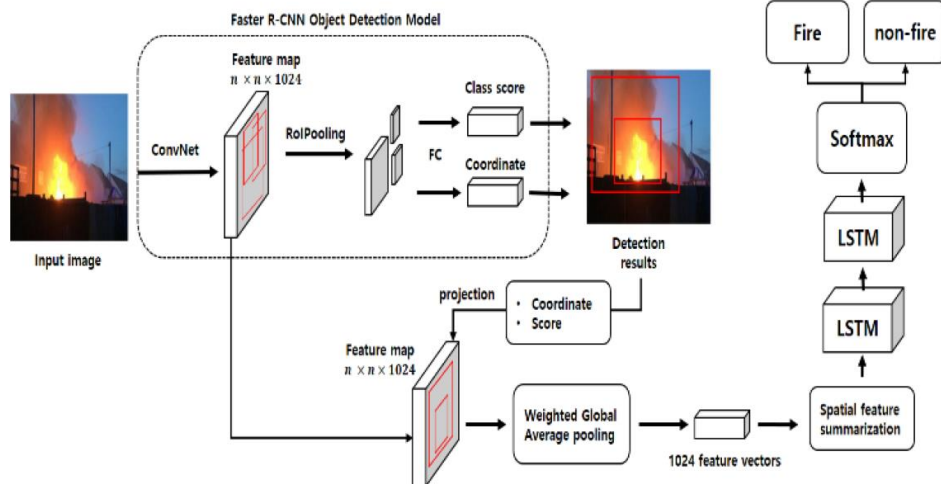 Faster R-CNN Object Detection Model
Feature map
n × n × 1024
ConvNet
RoIPooling
FC
Class score
Coordinate
Input image
Detection
results
projection
• Coordinate
• Score
Feature map
n × n × 1024
Weighted Global
Average pooling
1024 feature vectors
Spatial feature
summarization
LSTM
LSTM
Softmax
Fire
non-fire